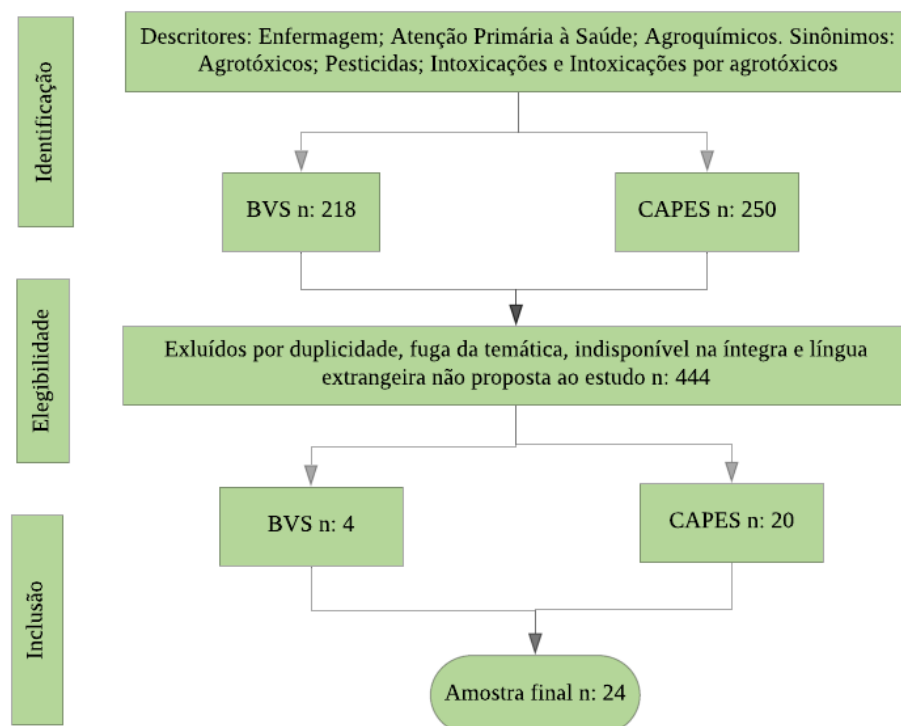 Identificação
Descritores: Enfermagem; Atenção Primária à Saúde; Agroquímicos. Sinônimos:
Agrotóxicos; Pesticidas; Intoxicações e Intoxicações por agrotóxicos
BVS n: 218
CAPES n: 250
Elegibilidade
Exluídos por duplicidade, fuga da temática, indisponível na íntegra e língua
extrangeira não proposta ao estudo n: 444
BVS n: 4
CAPES n: 20
Inclusão
Amostra final n: 24